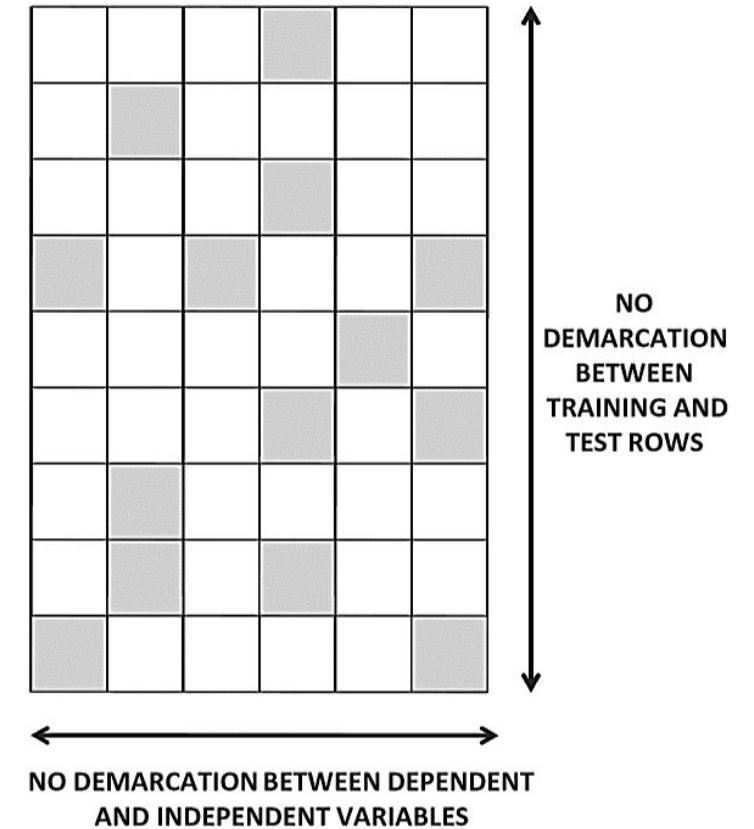 NO
DEMARCATION
BETWEEN
TRAINING AND
TEST ROWS
NO DEMARCATION BETWEEN DEPENDENT
AND INDEPENDENT VARIABLES